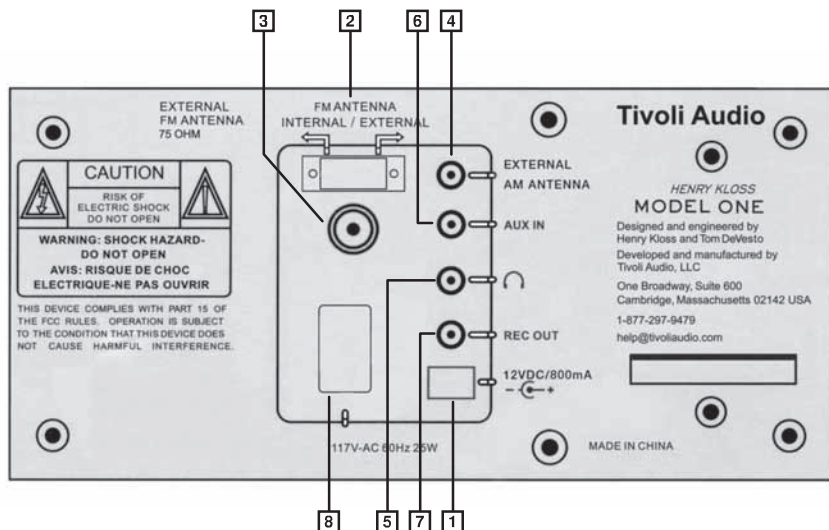 3
2
6
4
EXTERNAL
FM ANTENNA
75 OHM
FM ANTENNA
INTERNAL / EXTERNAL
Tivoli Audio
CAUTION
RISK OF
ELECTRIC SHOCK
DO NOT OPEN
WARNING: SHOCK HAZARD-
DO NOT OPEN
AVIS: RISQUE DE CHOC
ELECTRIQUE-NE PAS OUVRIR
THIS DEVICE COMPLIES WITH PART 15 OF
THE FCC RULES. OPERATION IS SUBJECT
TO THE CONDITION THAT THIS DEVICE DOES
NOT CAUSE HARMFUL INTERFERENCE.
EXTERNAL
AM ANTENNA
AUX IN
REC OUT
12VDC/800mA
- +
117V-AC 60Hz 25W
HENRY KLOSS
MODEL ONE
Designed and engineered by
Henry Kloss and Tom DeVesto
Developed and manufactured by
Tivoli Audio, LLC
One Broadway, Suite 600
Cambridge, Massachusetts 02142 USA
1-877-297-9479
help@tivoliaudio.com
MADE IN CHINA
8
5
7
1